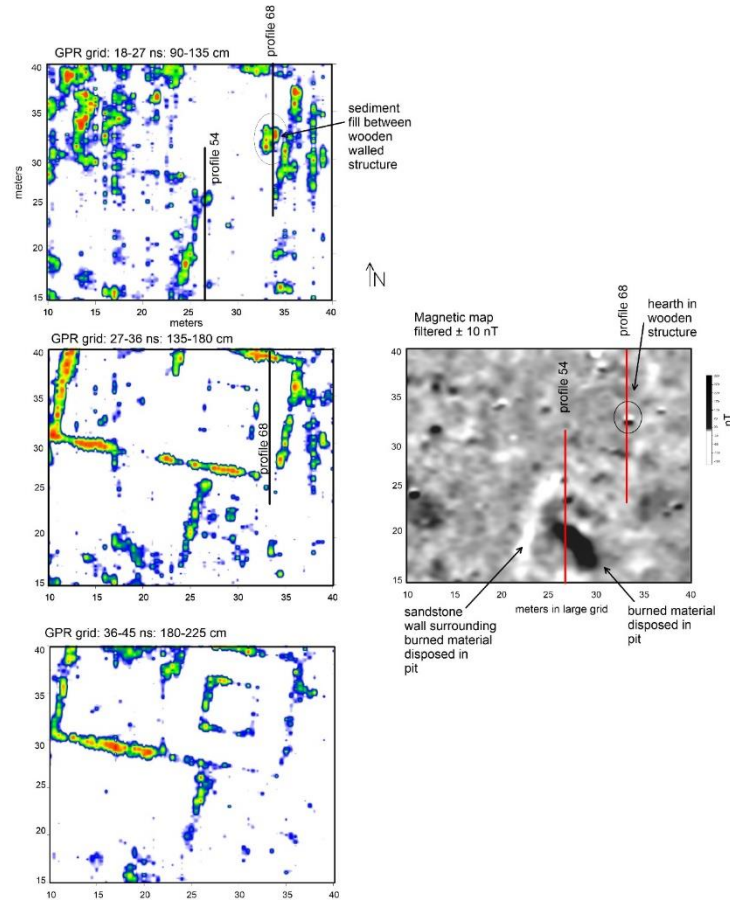 GPR grid: 18-27 ns: 90-135 cm
profile 68
40
35
30
25
20
15
meters
profile 54
10 15 20 25 30 35 40
meters
sediment
fill between
wooden
walled
structure
N
GPR grid: 27-36 ns: 135-180 cm
40
35
30
25
20
15
profile 68
10 15 20 25 30 35 40
GPR grid: 36-45 ns: 180-225 cm
40
35
30
25
20
15
10 15 20 25 30 35 40
Magnetic map
filtered ± 10 nT
profile 68
hearth in
wooden
structure
profile 54
40
35
30
25
20
15
nT
10 15 20 25 30 35 40
meters in large grid
sandstone
wall surrounding
burned material
disposed in
pit
burned material
disposed in
pit